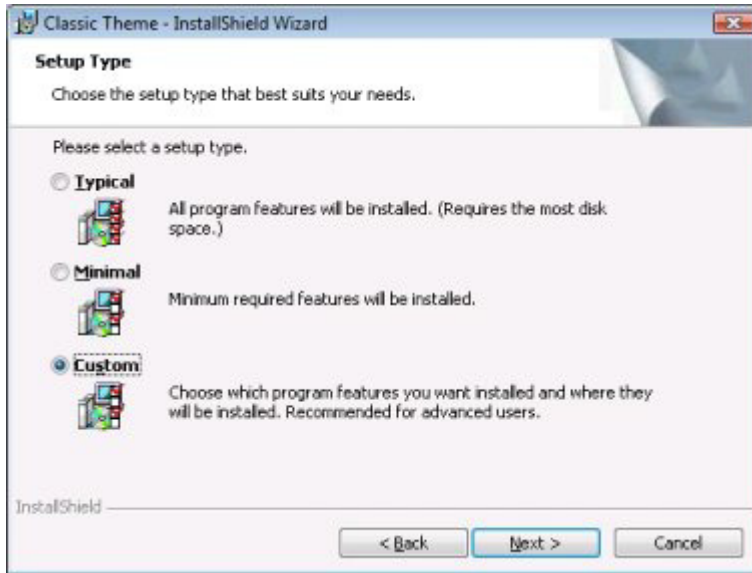 Classic Theme - InstallShield Wizard
Setup Type
Choose the setup type that best suits your needs.
Please select a setup type.
Typical
All program features will be installed. (Requires the most disk
space.)
Minimal
Minimum required features will be installed.
Custom
Choose which program features you want installed and where they
will be installed. Recommended for advanced users.
InstallShield
< Back Next > Cancel